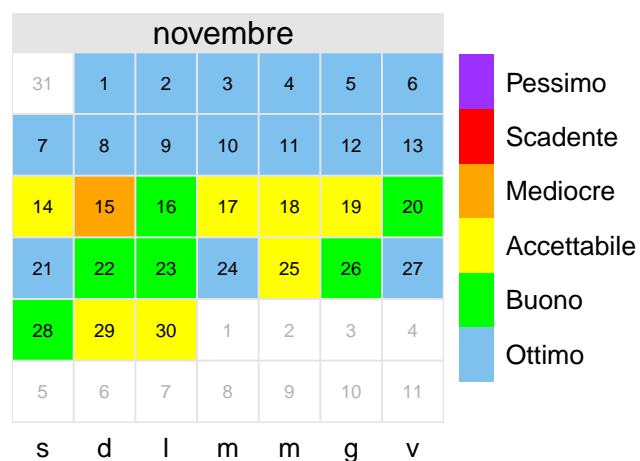 novembre
31 1 2 3 4 5 6
7 8 9 10 11 12 13
14 15 16 17 18 19 20
21 22 23 24 25 26 27
28 29 30 1 2 3 4
5 6 7 8 9 10 11
s d l m m g v
Pessimo
Scadente
Mediocre
Accettabile
Buono
Ottimo